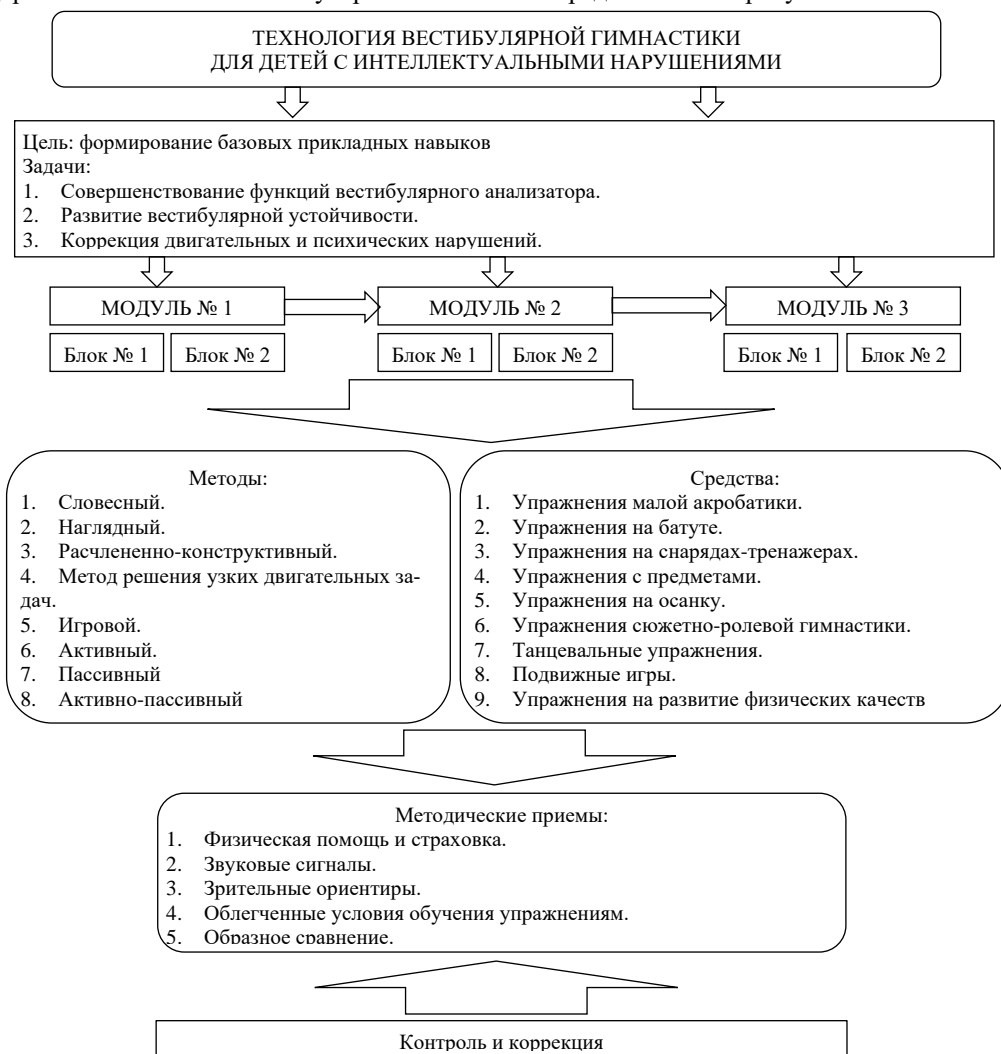 ТЕХНОЛОГИЯ ВЕСТИБУЛЯРНОЙ ГИМНАСТИКИ
ДЛЯ ДЕТЕЙ С ИНТЕЛЛЕКТУАЛЬНЫМИ НАРУШЕНИЯМИ
Цель: формирование базовых прикладных навыков
Задачи:
1. Совершенствование функций вестибулярного анализатора.
2. Развитие вестибулярной устойчивости.
3. Коррекция двигательных и психических нарушений.
МОДУЛЬ № 1
МОДУЛЬ № 2
МОДУЛЬ № 3
Блок № 1
Блок № 2
Блок № 1
Блок № 2
Блок № 1
Блок № 2
Методы:
1. Словесный.
2. Наглядный.
3. Расчлененно-конструктивный.
4. Метод решения узких двигательных за-
дач.
5. Игровой.
6. Активный.
7. Пассивный
8. Активно-пассивный
Средства:
1. Упражнения малой акробатики.
2. Упражнения на батуте.
3. Упражнения на снарядах-тренажерах.
4. Упражнения с предметами.
5. Упражнения на осанку.
6. Упражнения сюжетно-ролевой гимнастики.
7. Танцевальные упражнения.
8. Подвижные игры.
9. Упражнения на развитие физических качеств
Методические приемы:
1. Физическая помощь и страховка.
2. Звуковые сигналы.
3. Зрительные ориентиры.
4. Облегченные условия обучения упражнениям.
5. Образное сравнение.
Контроль и коррекция